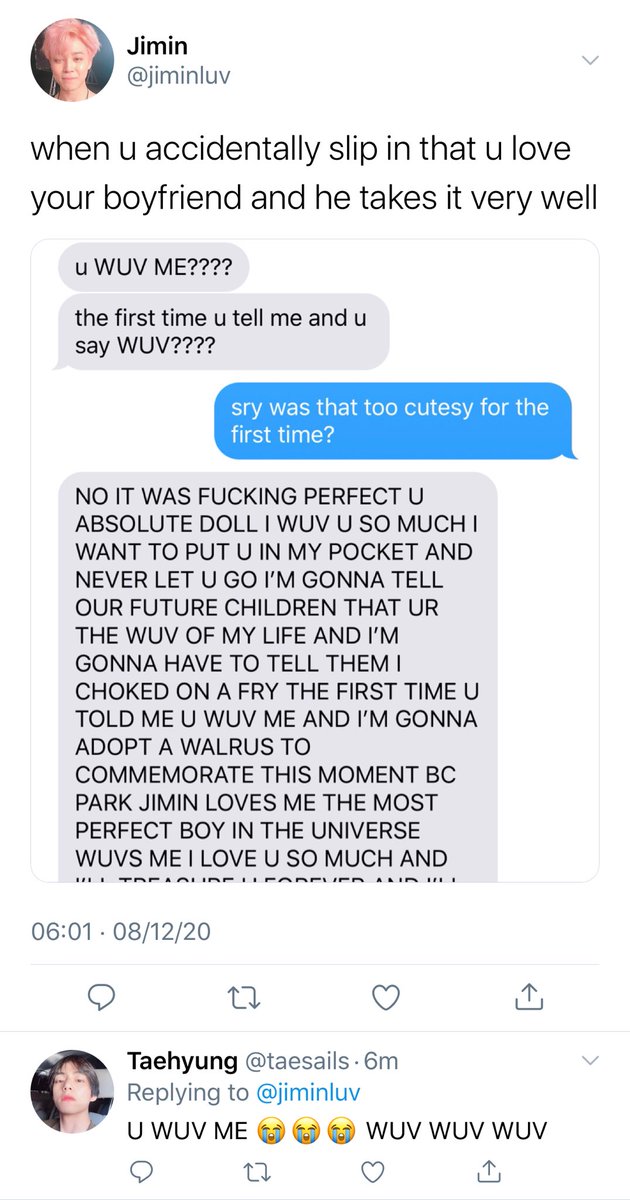 Jimin
@jiminluv
when u accidentally slip in that u love
your boyfriend and he takes it very well
u WUV ME????
the first time u tell me and u
say WUV????
sry was that too cutesy for the
first time?
NO IT WAS FUCKING PERFECT U
ABSOLUTE DOLL I WUV U SO MUCH I
WANT TO PUT U IN MY POCKET AND
NEVER LET U GO I’M GONNA TELL
OUR FUTURE CHILDREN THAT UR
THE WUV OF MY LIFE AND I’M
GONNA HAVE TO TELL THEM I
CHOKED ON A FRY THE FIRST TIME U
TOLD ME U WUV ME AND I’M GONNA
ADOPT A WALRUS TO
COMMEMORATE THIS MOMENT BC
PARK JIMIN LOVES ME THE MOST
PERFECT BOY IN THE UNIVERSE
WUVS ME I LOVE U SO MUCH AND
I’LL TREASURE U FOREVER AND I’LL
06:01 · 08/12/20
Taehyung @taesails · 6m
Replying to @jiminluv
U WUV ME 😭 😭 😭 WUV WUV WUV